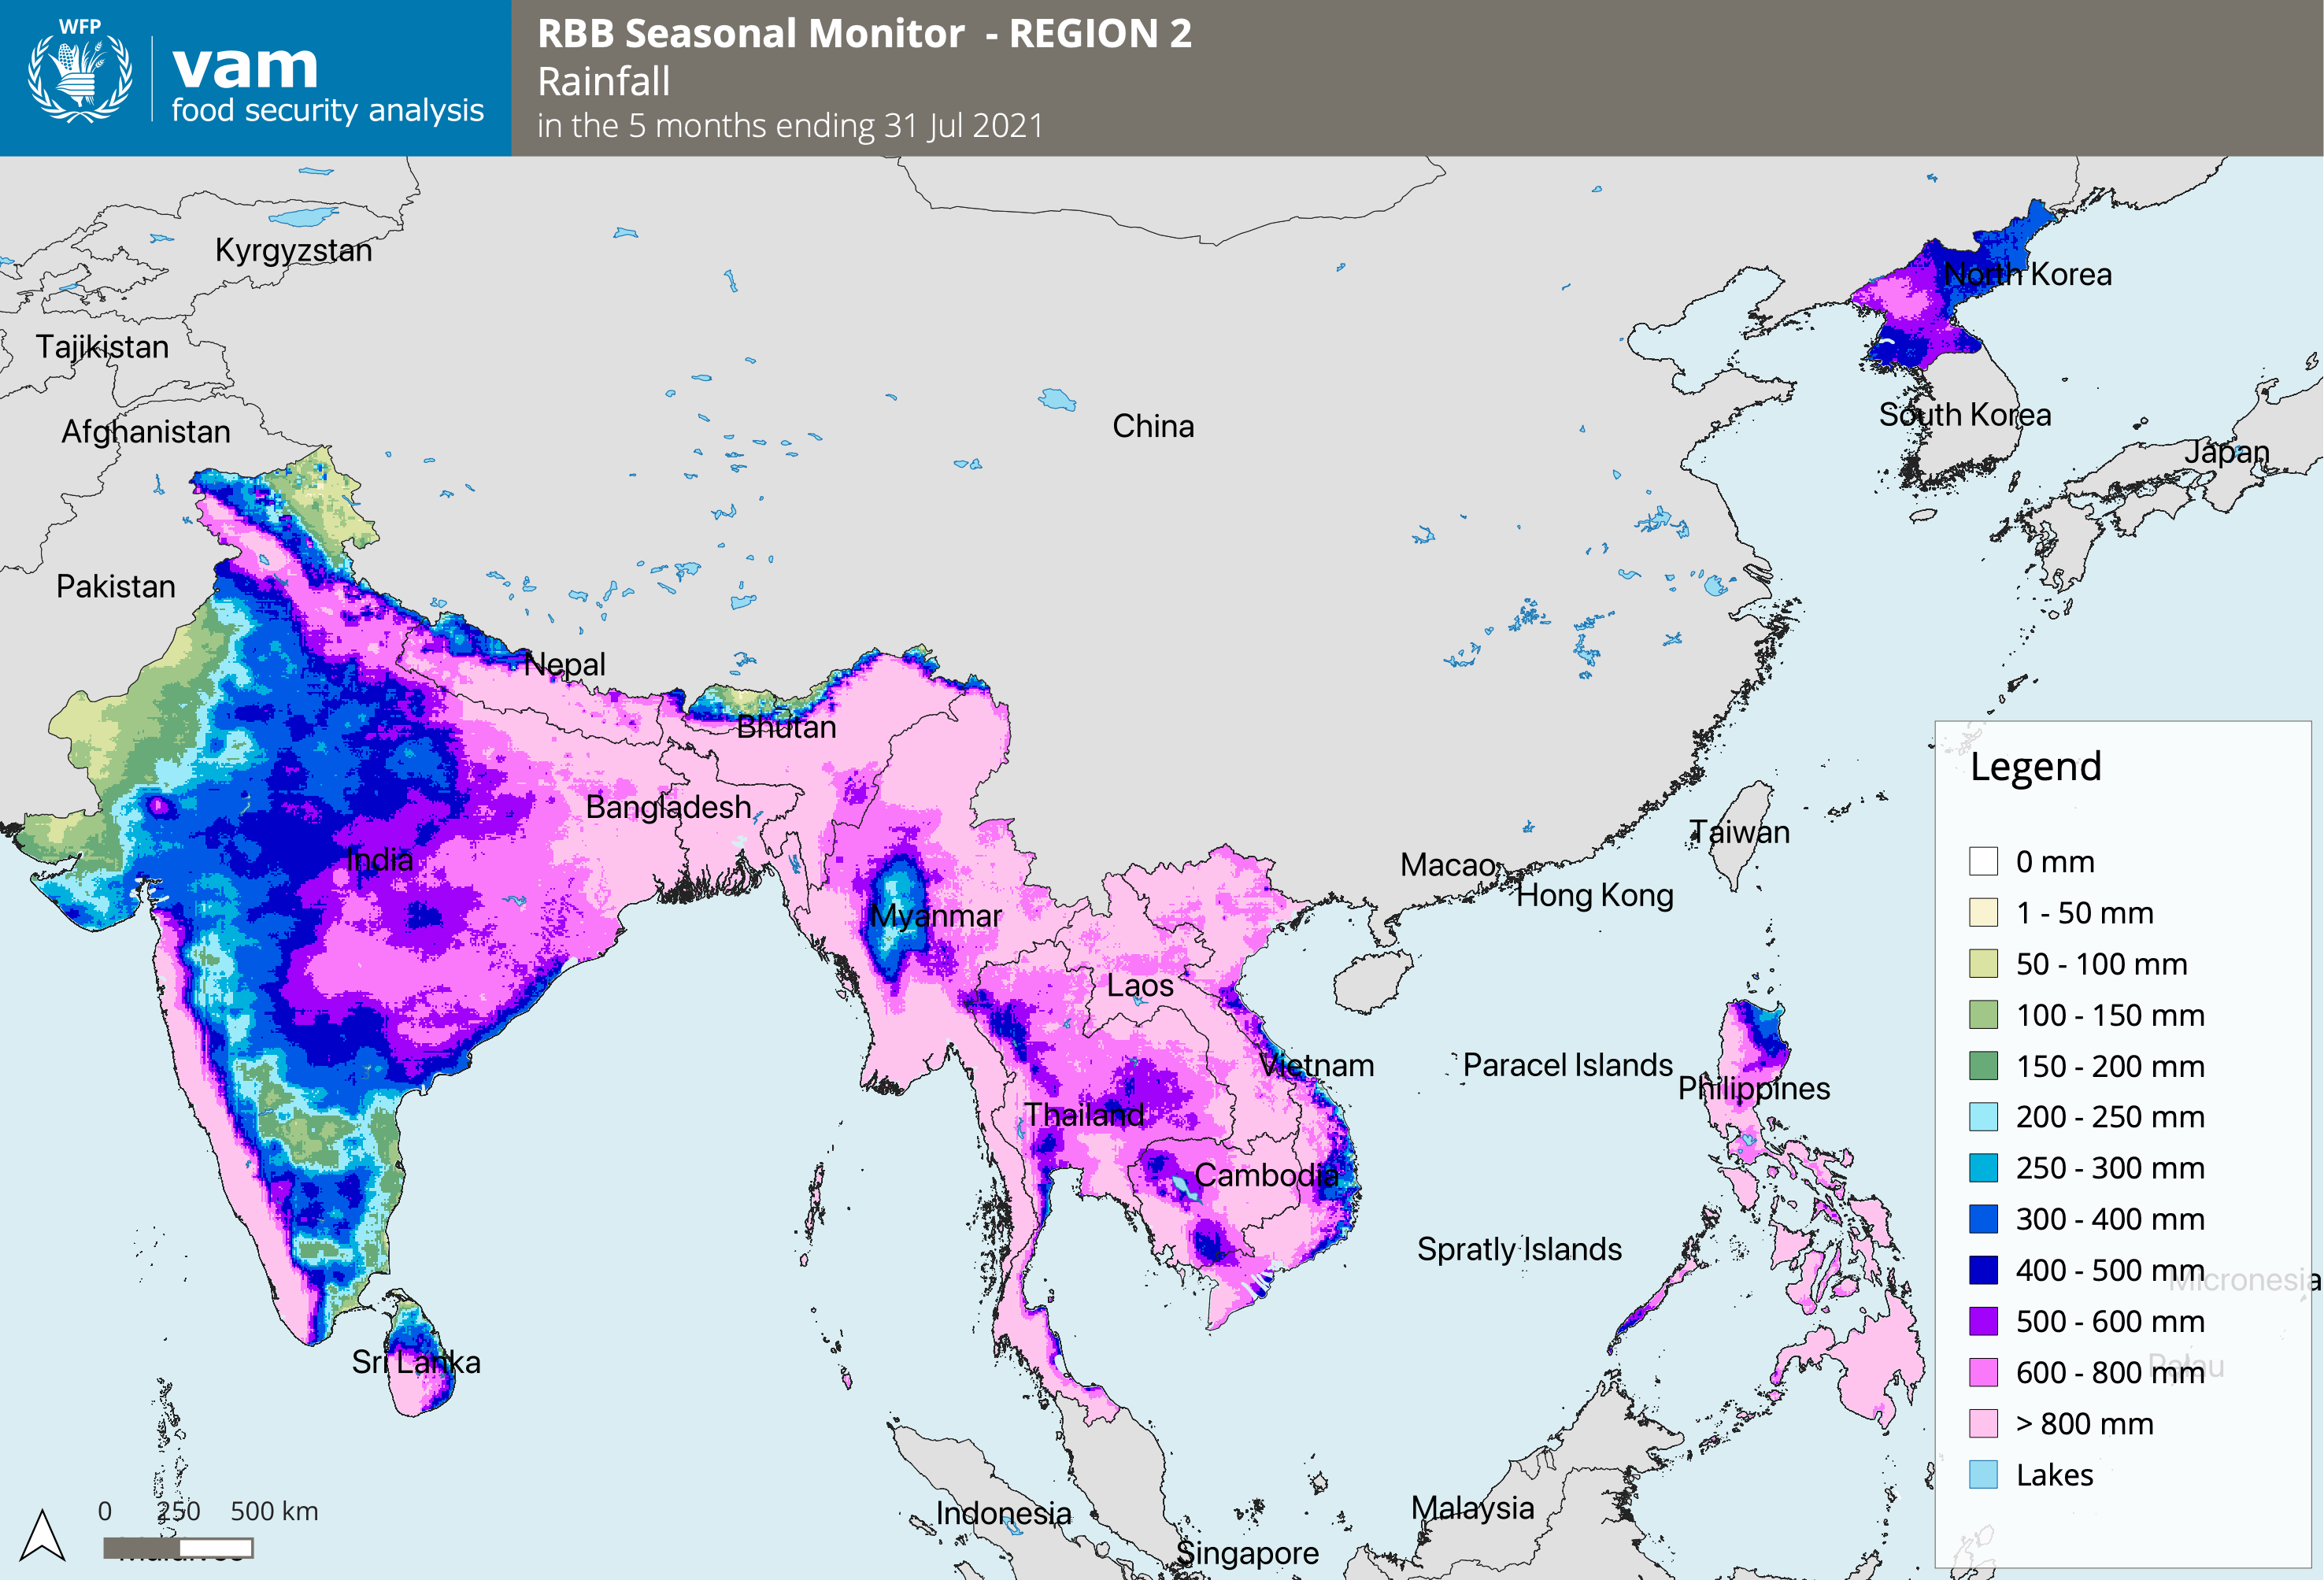 WFP
vam
food security analysis
RBB Seasonal Monitor - REGION 2
Rainfall
in the 5 months ending 31 Jul 2021
Kyrgyzstan
North Korea
Tajikistan
South Korea
China
Afghanistan
Japan
Pakistan
Nepal
Bhutan
Bangladesh
Taiwan
India
Macao
Hong Kong
Myanmar
Laos
Vietnam
Paracel Islands
Philippines
Thailand
Cambodia
Spratly Islands
Sri Lanka
Indonesia
Malaysia
Singapore
Legend
0 mm
1 - 50 mm
50 - 100 mm
100 - 150 mm
150 - 200 mm
200 - 250 mm
250 - 300 mm
300 - 400 mm
400 - 500 mm
Micronesia
500 - 600 mm
600 - 800 mm
Palau
> 800 mm
Lakes
0 250 500 km
Maldives